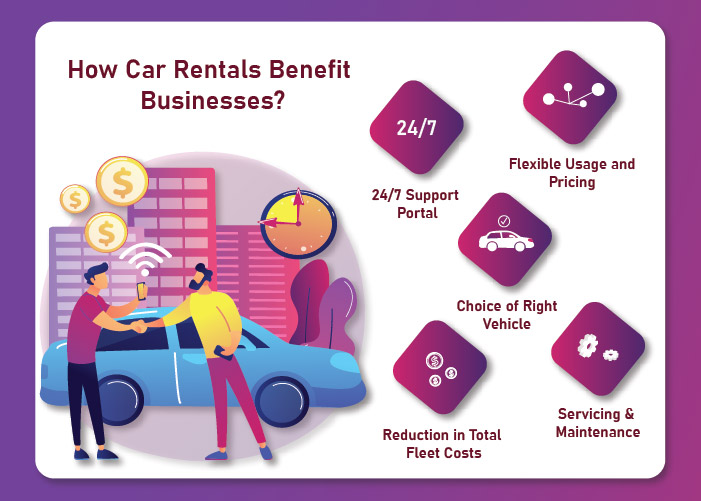 How Car Rentals Benefit
Businesses?
24/7
24/7 Support
Portal
Flexible Usage and
Pricing
Choice of Right
Vehicle
Reduction in Total
Fleet Costs
Servicing &
Maintenance
$
$
$
$
$
$